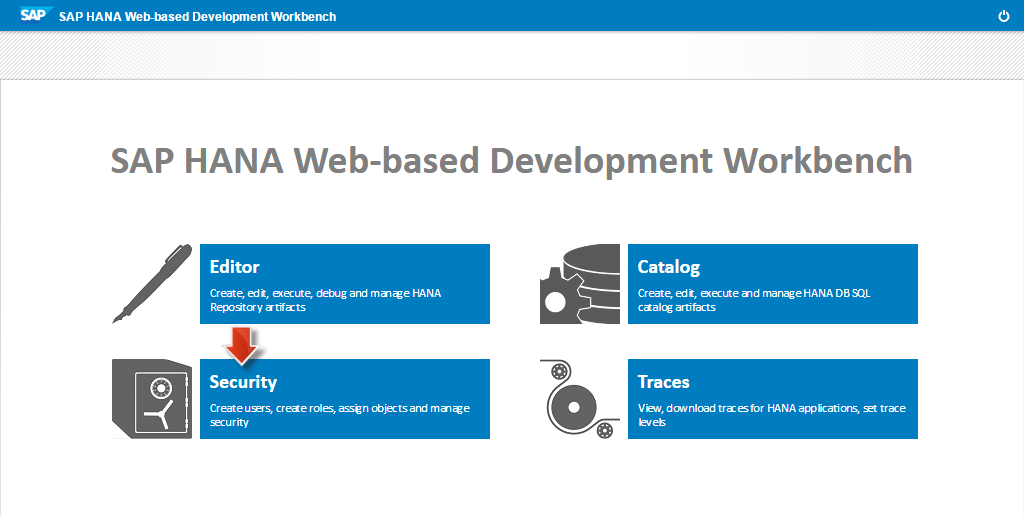 SAP SAP HANA Web-based Development Workbench
SAP HANA Web-based Development Workbench
Editor
Create, edit, execute, debug and manage HANA
Repository artifacts
Catalog
Create, edit, execute and manage HANA DB SQL
catalog artifacts
Security
Create users, create roles, assign objects and manage
security
Traces
View, download traces for HANA applications, set trace
levels